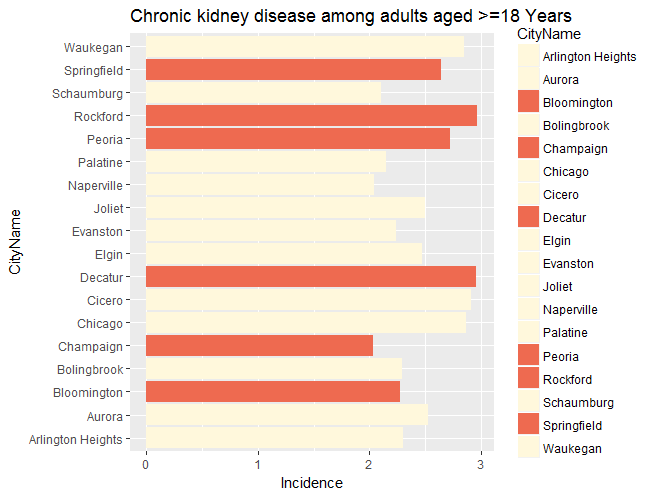 Chronic kidney disease among adults aged >=18 Years
CityName
Waukegan
Springfield
Schaumburg
Rockford
Peoria
Palatine
Naperville
Joliet
Evanston
Elgin
Decatur
Cicero
Chicago
Champaign
Bolingbrook
Bloomington
Aurora
Arlington Heights
0 1 2 3
Incidence
CityName
Arlington Heights
Aurora
Bloomington
Bolingbrook
Champaign
Chicago
Cicero
Decatur
Elgin
Evanston
Joliet
Naperville
Palatine
Peoria
Rockford
Schaumburg
Springfield
Waukegan